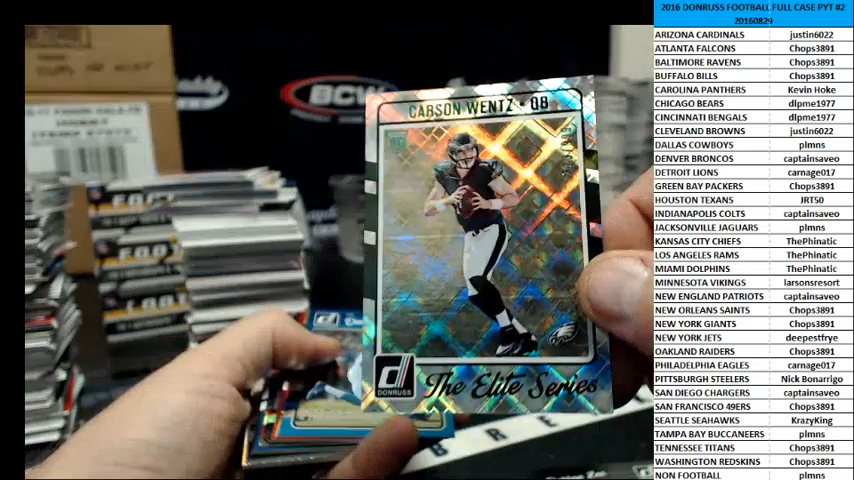 BCW
CARSON WENTZ • QB
DONRUSS
The Elite Series
BRE
2016 DONRUSS FOOTBALL FULL CASE PYT #2
20160829
ARIZONA CARDINALS justin6022
ATLANTA FALCONS Chops3891
BALTIMORE RAVENS Chops3891
BUFFALO BILLS Chops3891
CAROLINA PANTHERS Kevin Hoke
CHICAGO BEARS dlpme1977
CINCINNATI BENGALS dlpme1977
CLEVELAND BROWNS justin6022
DALLAS COWBOYS plmns
DENVER BRONCOS captainsaveo
DETROIT LIONS carnage017
GREEN BAY PACKERS Chops3891
HOUSTON TEXANS JRT50
INDIANAPOLIS COLTS captainsaveo
JACKSONVILLE JAGUARS plmns
KANSAS CITY CHIEFS ThePhinatic
LOS ANGELES RAMS ThePhinatic
MIAMI DOLPHINS ThePhinatic
MINNESOTA VIKINGS larsonsresort
NEW ENGLAND PATRIOTS captainsaveo
NEW ORLEANS SAINTS Chops3891
NEW YORK GIANTS Chops3891
NEW YORK JETS deepestfrye
OAKLAND RAIDERS Chops3891
PHILADELPHIA EAGLES carnage017
PITTSBURGH STEELERS Nick Bonarrigo
SAN DIEGO CHARGERS captainsaveo
SAN FRANCISCO 49ERS Chops3891
SEATTLE SEAHAWKS KrazyKing
TAMPA BAY BUCCANEERS plmns
TENNESSEE TITANS Chops3891
WASHINGTON REDSKINS Chops3891
NON FOOTBALL plmns